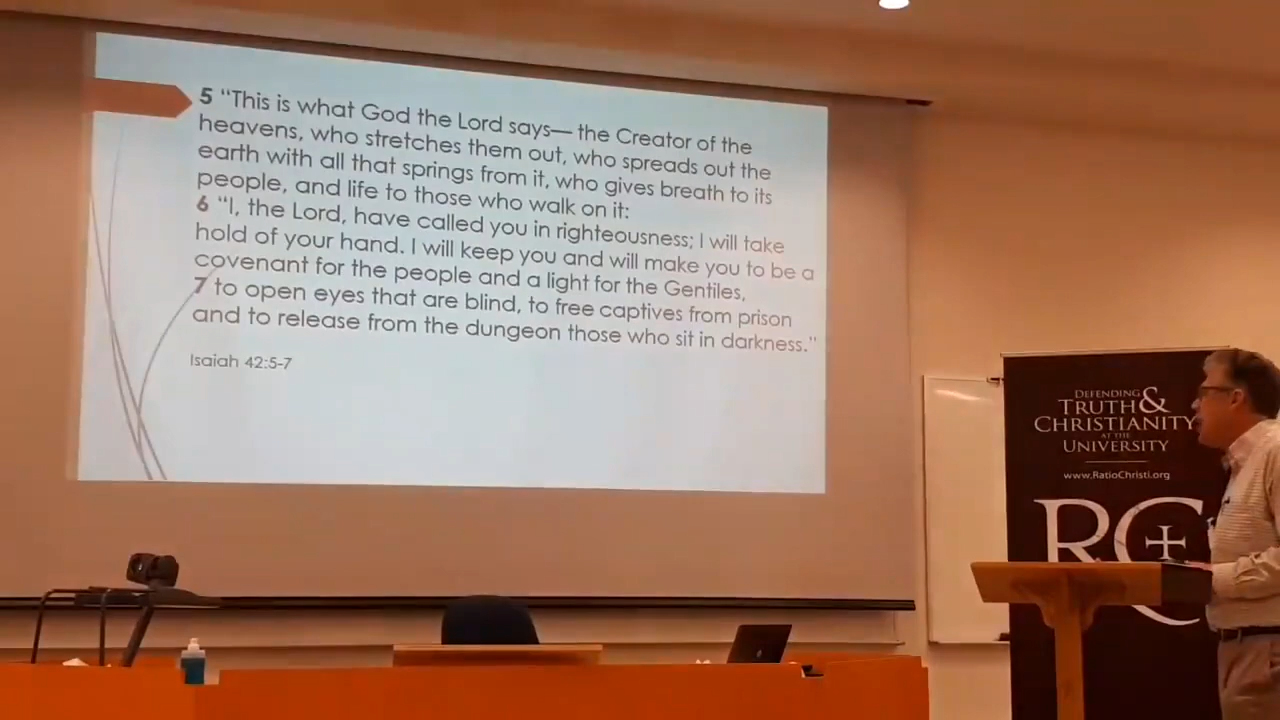 5 “This is what God the Lord says— the Creator of the
heavens, who stretches them out, who spreads out the
earth with all that springs from it, who gives breath to its
people, and life to those who walk on it:
6 “I, the Lord, have called you in righteousness; I will take
hold of your hand. I will keep you and will make you to be a
covenant for the people and a light for the Gentiles,
7 to open eyes that are blind, to free captives from prison
and to release from the dungeon those who sit in darkness.”
Isaiah 42:5-7
DEFENDING
TRUTH &
CHRISTIANITY
AT THE
UNIVERSITY
www.RatioChristi.org
RC